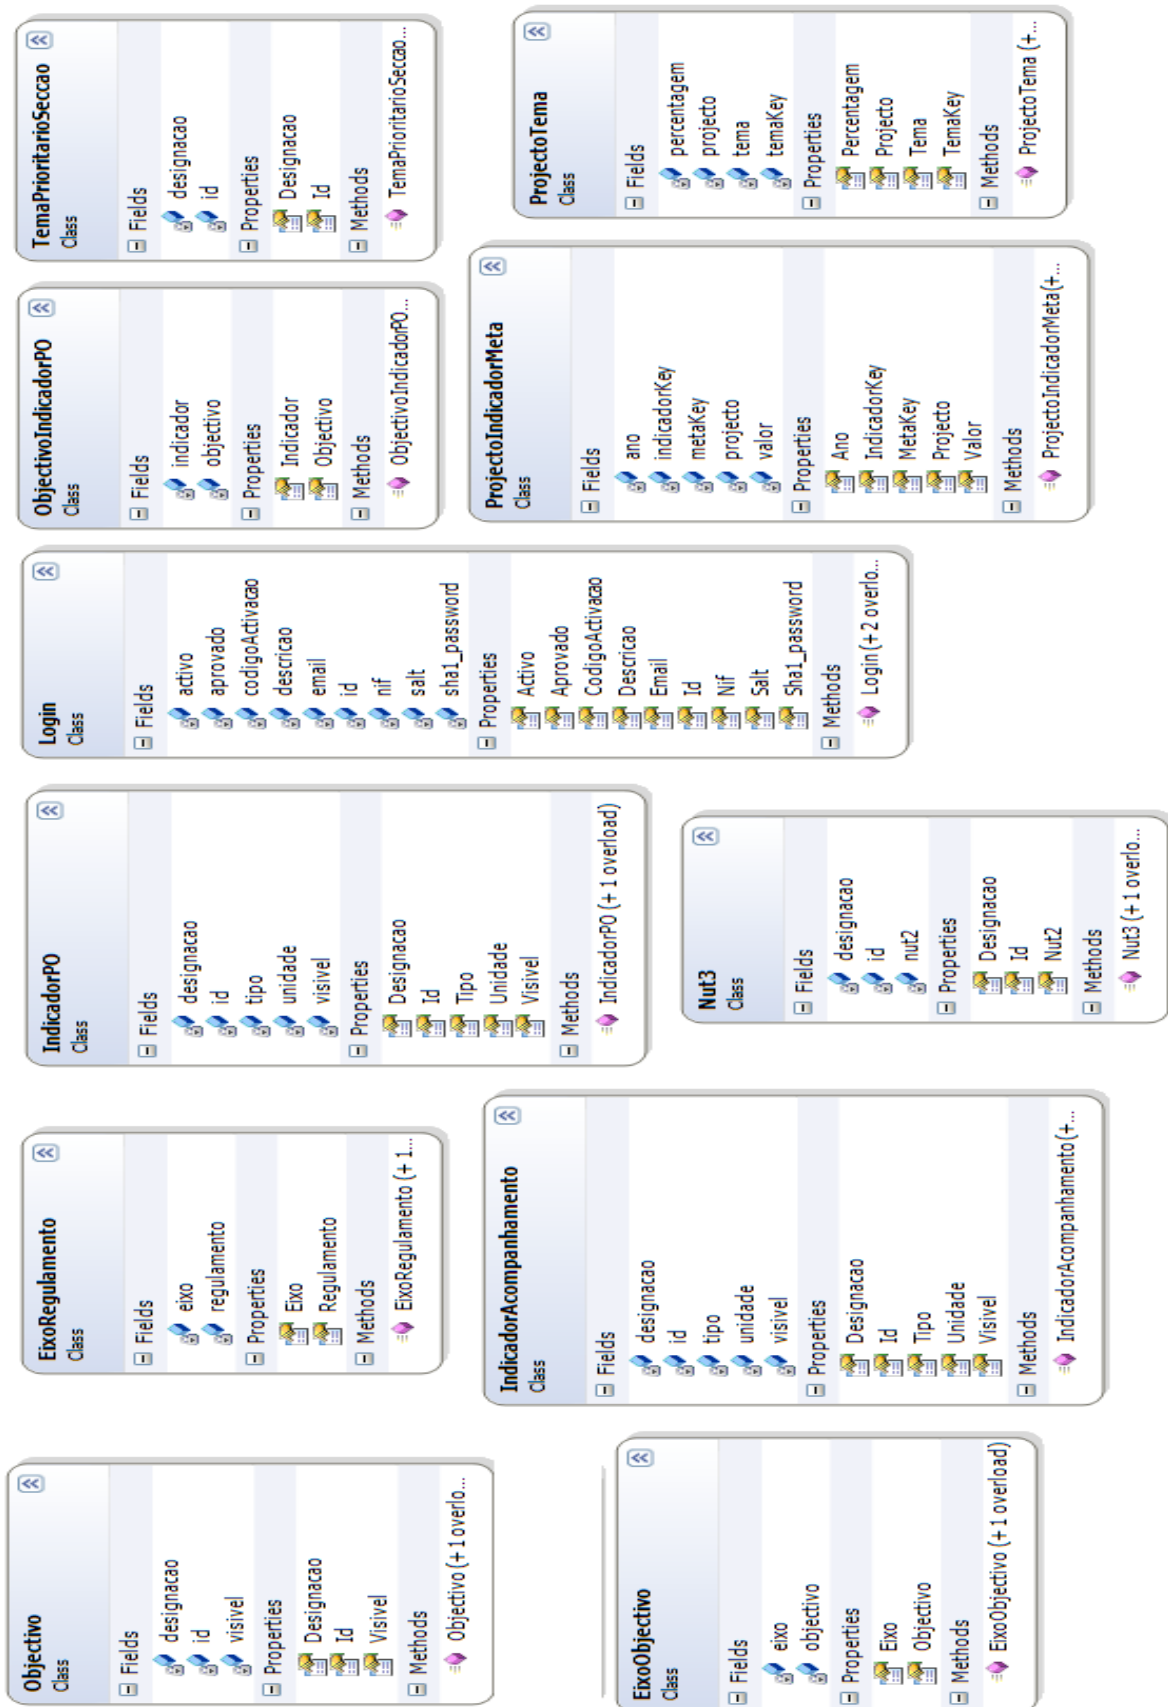 Objectivo
Class
Fields
designacao
id
visivel
Properties
Designacao
Id
Visivel
Methods
Objectivo (+ 1 overlo...
EixoRegulamento
Class
Fields
eixo
regulamento
Properties
Eixo
Regulamento
Methods
EixoRegulamento (+ 1...
IndicadorPO
Class
Fields
designacao
id
tipo
unidade
visivel
Properties
Designacao
Id
Tipo
Unidade
Visivel
Methods
IndicadorPO (+ 1 overload)
Login
Class
Fields
activo
aprovado
codigoActivacao
descricao
email
id
nif
salt
sha1_password
Properties
Activo
Aprovado
CodigoActivacao
Descricao
Email
Id
Nif
Salt
Sha1_password
Methods
Login (+ 2 overlo...
ObjectivoIndicadorPO
Class
Fields
indicador
objectivo
Properties
Indicador
Objectivo
Methods
ObjectivoIndicadorPO...
TemaPrioritarioSeccao
Class
Fields
designacao
id
Properties
Designacao
Id
Methods
TemaPrioritarioSeccao...
EixoObjectivo
Class
Fields
eixo
objectivo
Properties
Eixo
Objectivo
Methods
EixoObjectivo (+ 1 overload)
IndicadorAcompanhamento
Class
Fields
designacao
id
tipo
unidade
visivel
Properties
Designacao
Id
Tipo
Unidade
Visivel
Methods
IndicadorAcompanhamento (+...
Nut3
Class
Fields
designacao
id
nut2
Properties
Designacao
Id
Nut2
Methods
Nut3 (+ 1 overlo...
ProjectoIndicadorMeta
Class
Fields
ano
indicadorKey
metaKey
projecto
valor
Properties
Ano
IndicadorKey
MetaKey
Projecto
Valor
Methods
ProjectoIndicadorMeta (+...
ProjectoTema
Class
Fields
percentagem
projecto
tema
temaKey
Properties
Percentagem
Projecto
Tema
TemaKey
Methods
ProjectoTema (+...